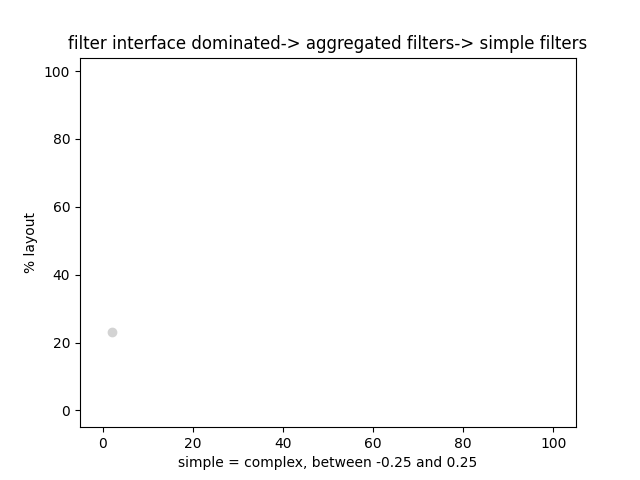 filter interface dominated-> aggregated filters-> simple filters
100
80
60
40
20
0
% layout
0 20 40 60 80 100
simple = complex, between -0.25 and 0.25